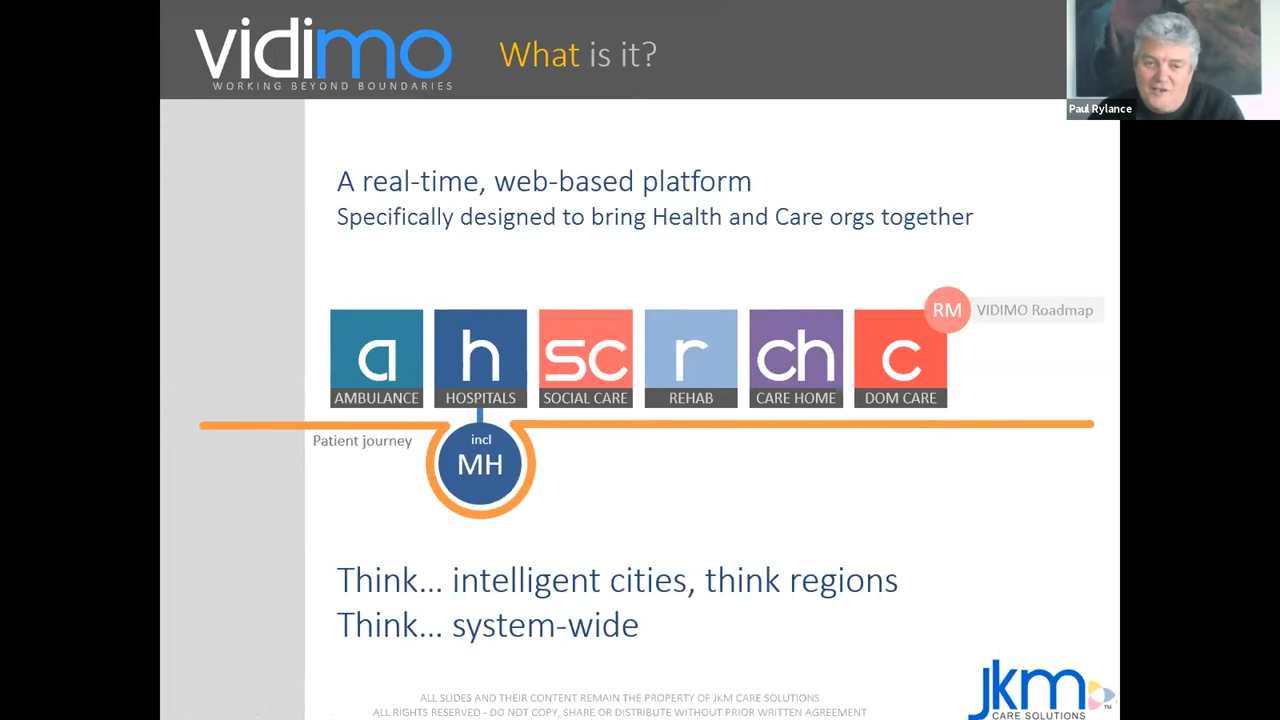 vidimo
WORKING BEYOND BOUNDARIES
What is it?
Paul Rylance
A real-time, web-based platform
Specifically designed to bring Health and Care orgs together
RM
VIDIMO Roadmap
a
AMBULANCE
h
HOSPITALS
sc
SOCIAL CARE
r
REHAB
ch
CARE HOME
c
DOM CARE
Patient journey
incl
MH
Think... intelligent cities, think regions
Think... system-wide
ALL SLIDES AND THEIR CONTENT REMAIN THE PROPERTY OF JKM CARE SOLUTIONS
ALL RIGHTS RESERVED - DO NOT COPY, SHARE OR DISTRIBUTE WITHOUT PRIOR WRITTEN AGREEMENT
jkm
TM
CARE SOLUTIONS